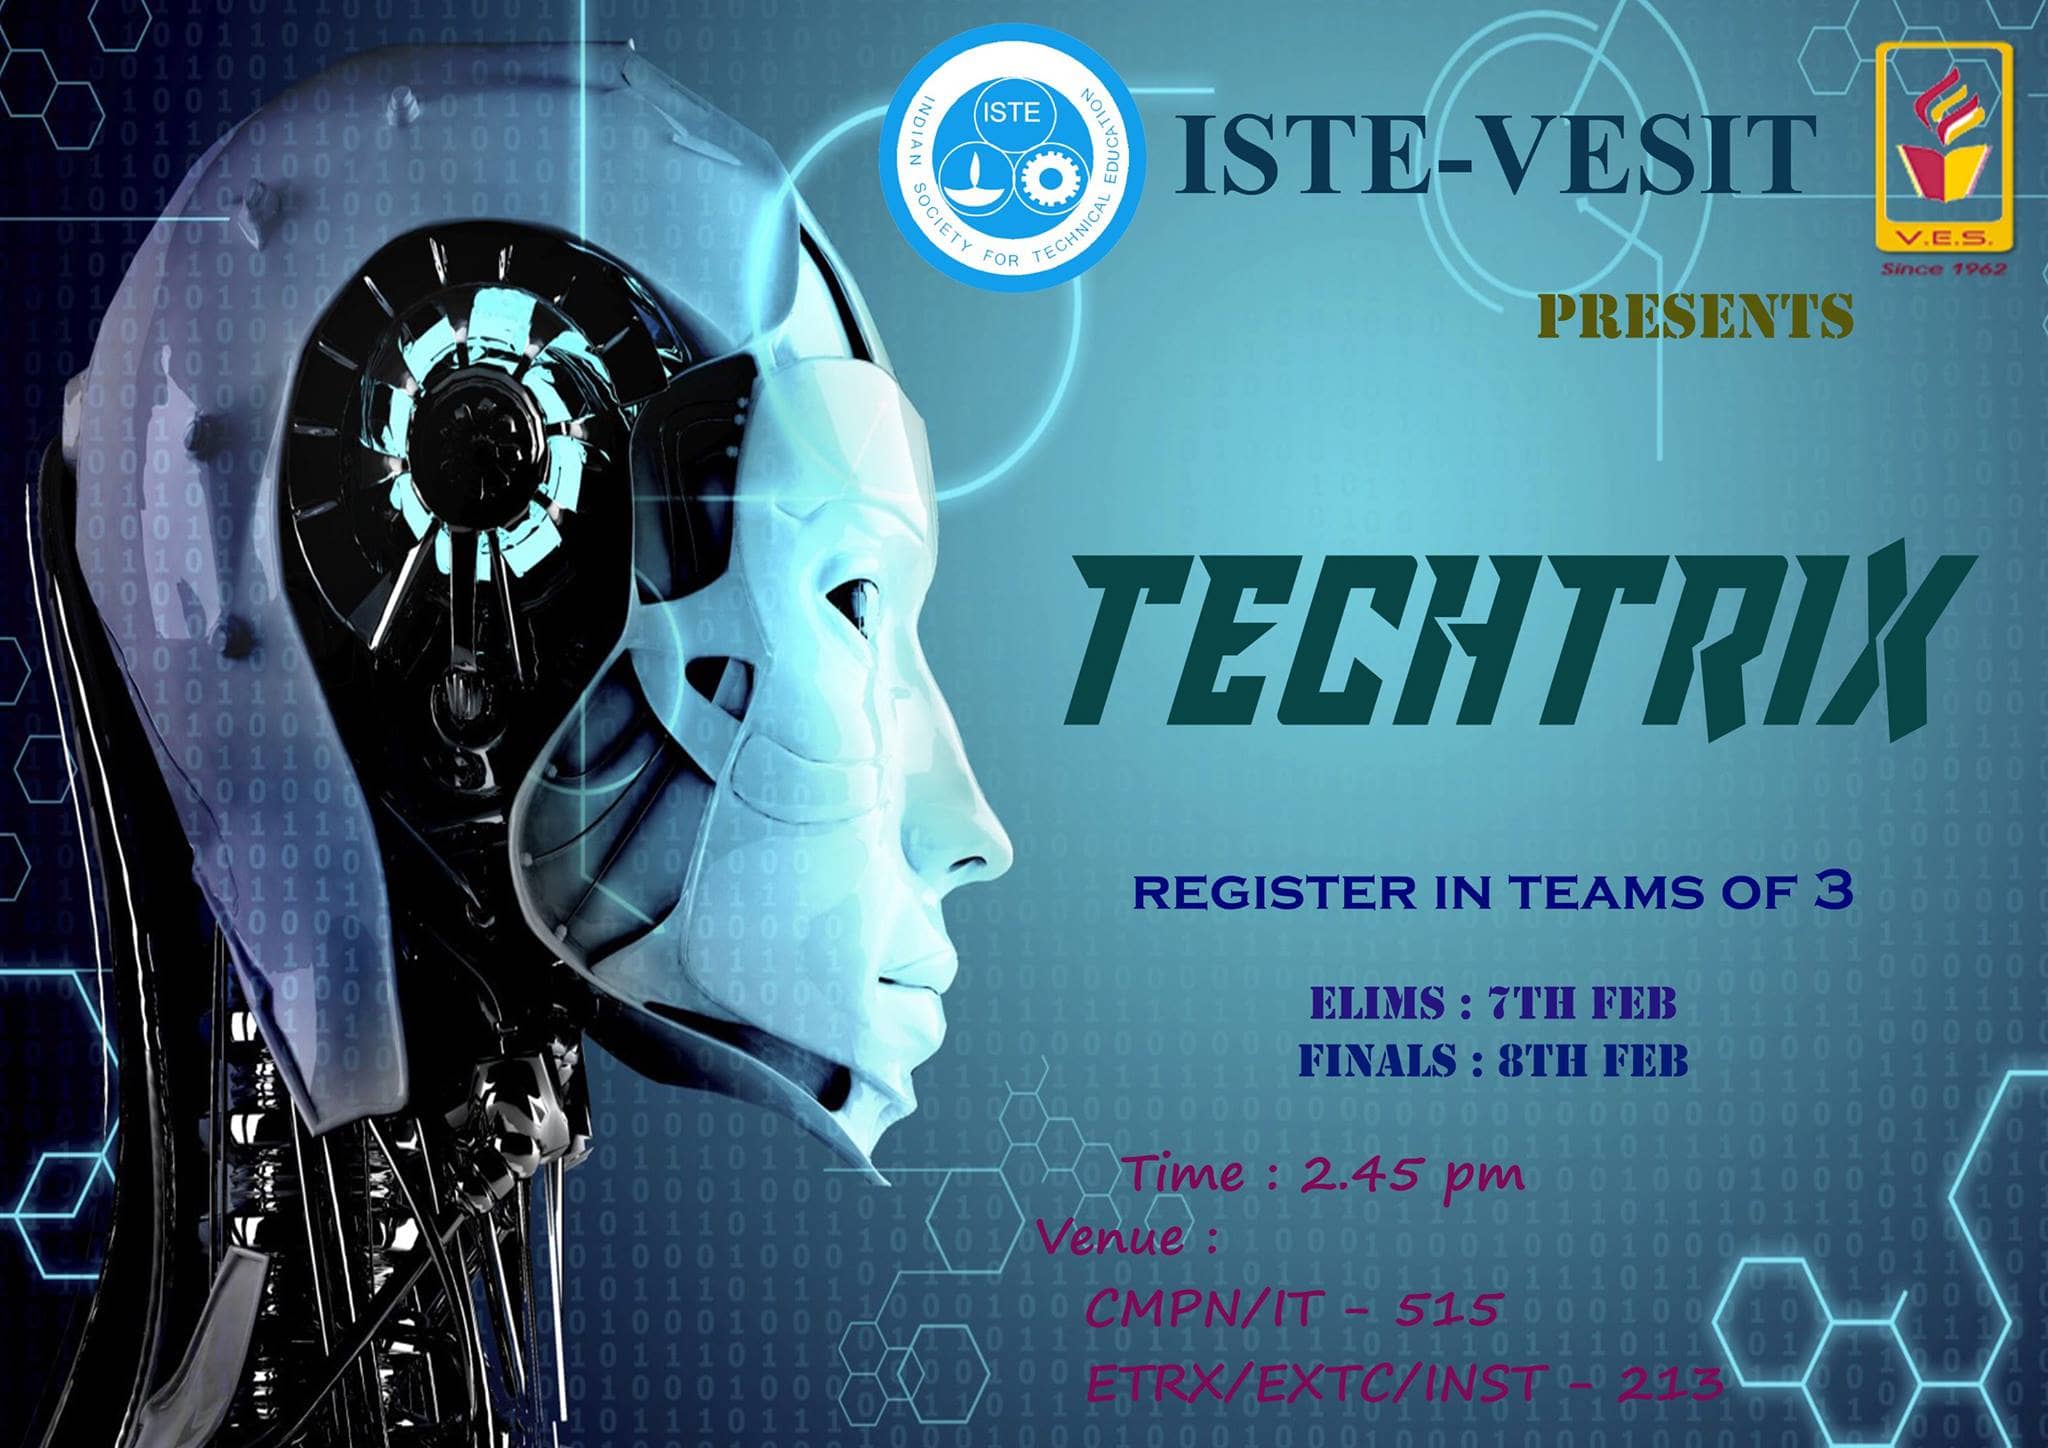 ISTE
INDIAN SOCIETY FOR TECHNICAL EDUCATION
ISTE-VESIT
V.E.S.
Since 1962
PRESENTS
TECHTRIX
REGISTER IN TEAMS OF 3
ELIMS : 7TH FEB
FINALS : 8TH FEB
Time : 2.45 pm
Venue :
CMPN/IT - 515
ETRX/EXTC/INST - 213